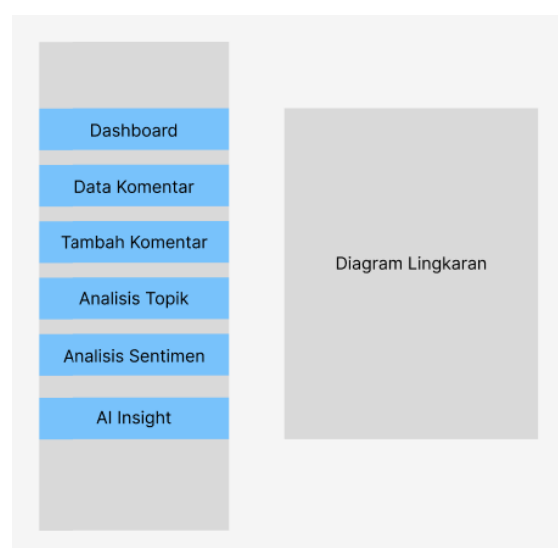 Dashboard
Data Komentar
Tambah Komentar
Analisis Topik
Analisis Sentimen
AI Insight
Diagram Lingkaran